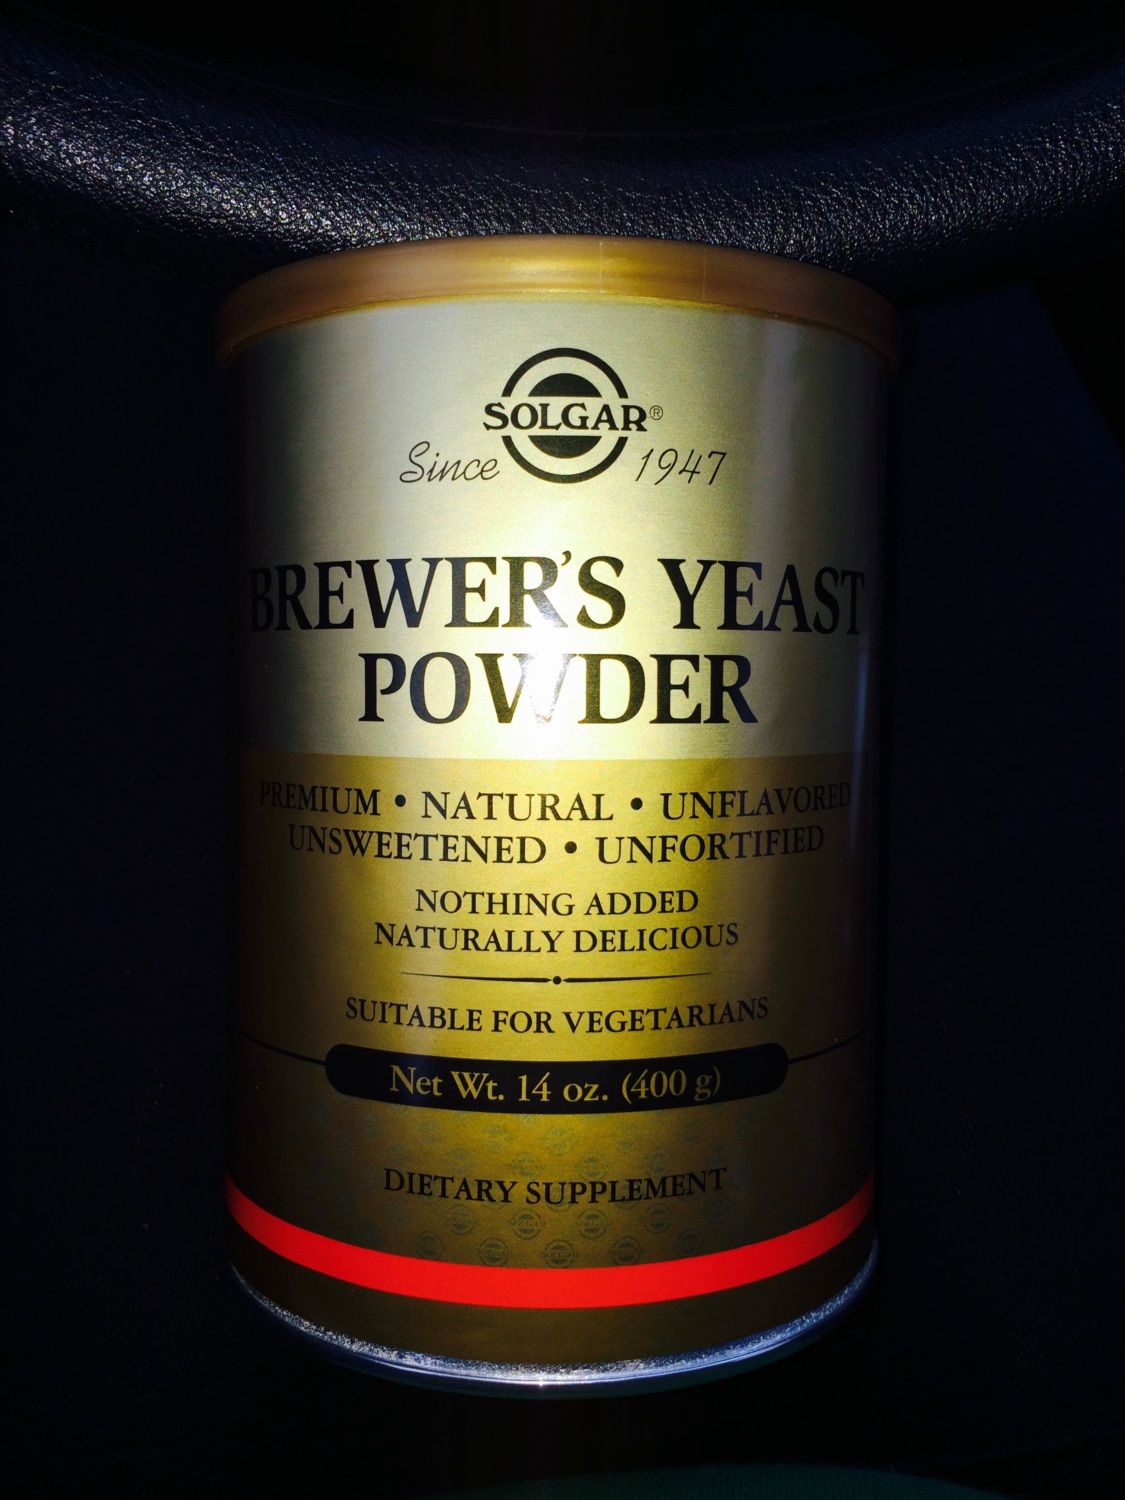 SOLGAR®
Since 1947
BREWER'S YEAST
POWDER
PREMIUM • NATURAL • UNFLAVORED
UNSWEETENED • UNFORTIFIED
NOTHING ADDED
NATURALLY DELICIOUS
SUITABLE FOR VEGETARIANS
Net Wt. 14 oz. (400 g)
DIETARY SUPPLEMENT